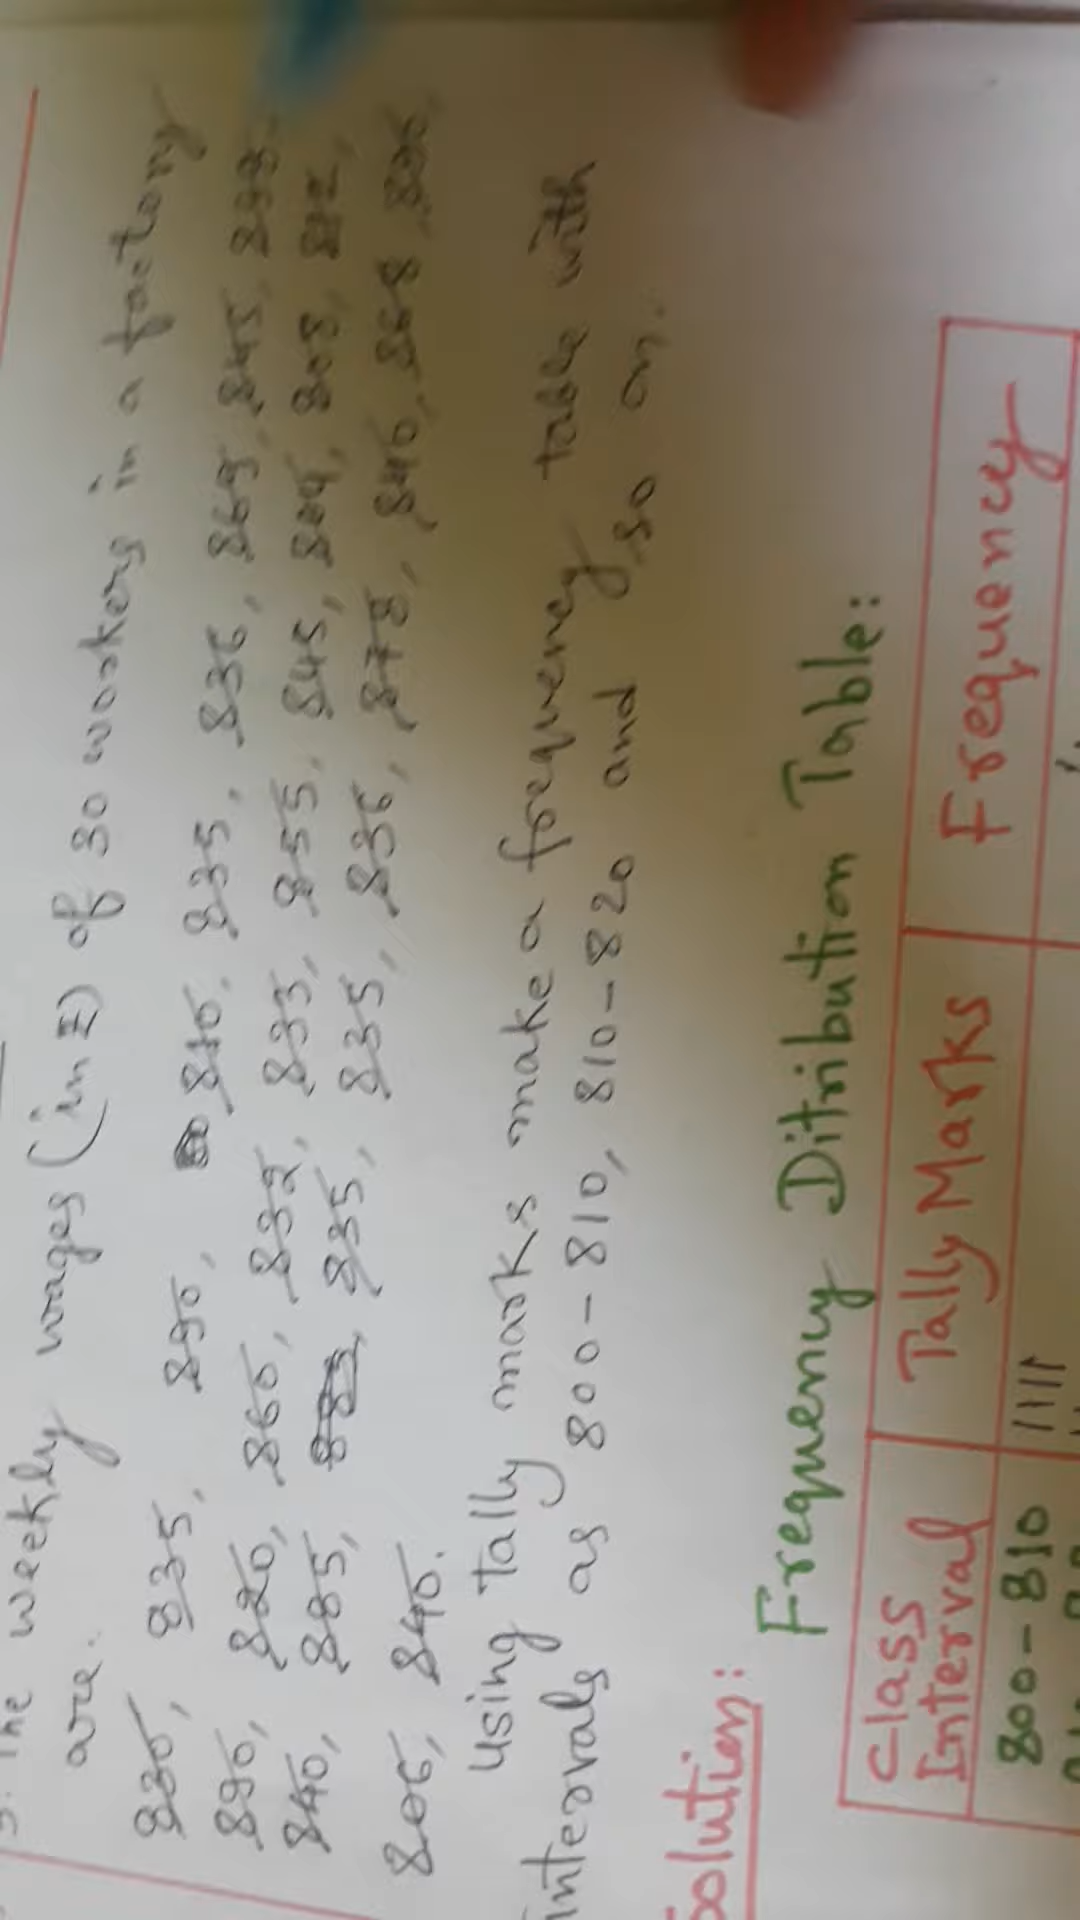 The weekly wages (in ₹) of 30 workers in a factory
are.
830, 835, 890, 810, 835, 836, 869, 845, 898,
890, 820, 860, 832, 833, 855, 845, 804, 808, 812,
840, 885, 835, 835, 836, 878, 840, 868, 890,
806, 840.
Using tally marks make a frequency table with
intervals as 800-810, 810-820 and so on.
Solution:
Frequency Ditribution Table:
Class Interval Tally Marks Frequency
800-810 ||||